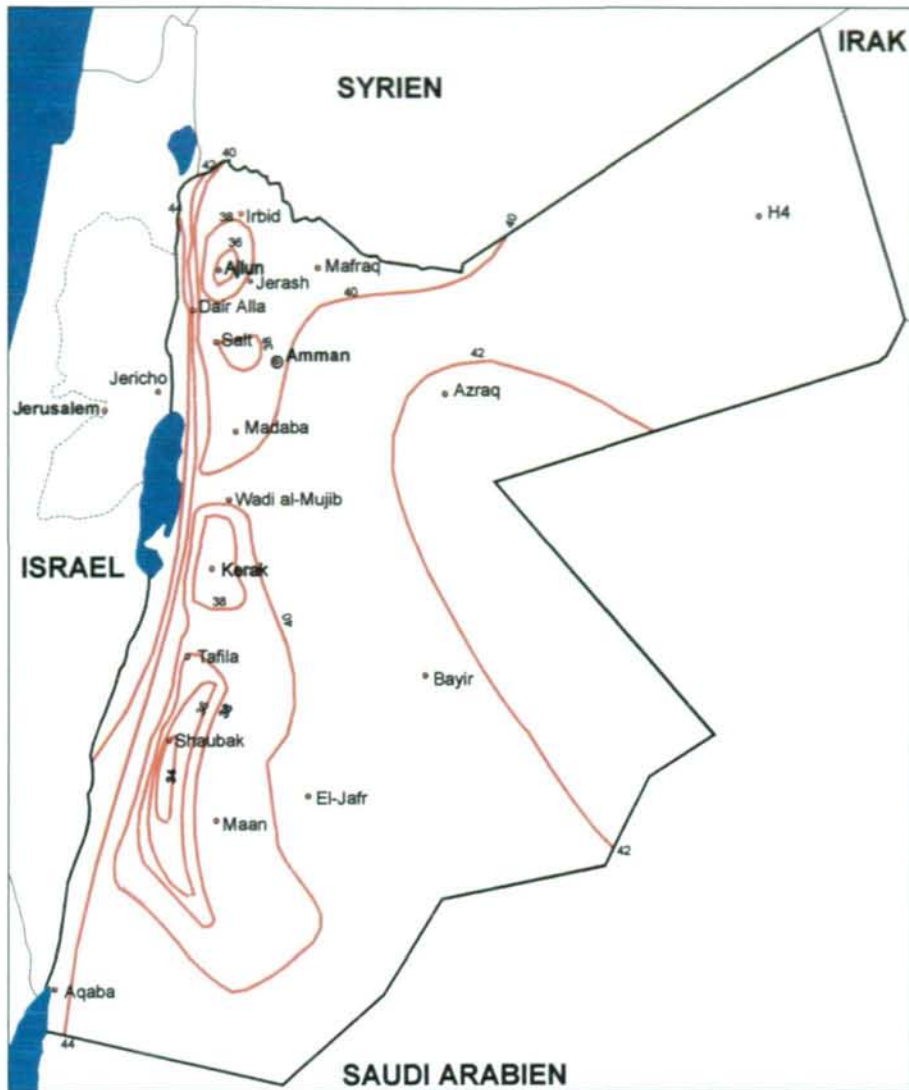 IRAK
SYRIEN
40
42
44
38
Irbid
H4
40
36
Ajlun
Mafraq
Jerash
40
Dair Alla
Salt
Amman
42
Jericho
Azraq
Jerusalem
Madaba
Wadi al-Mujib
ISRAEL
Kerak
38
40
Tafila
Bayir
Shaubak
34
El-Jafr
Maan
42
Aqaba
44
SAUDI ARABIEN